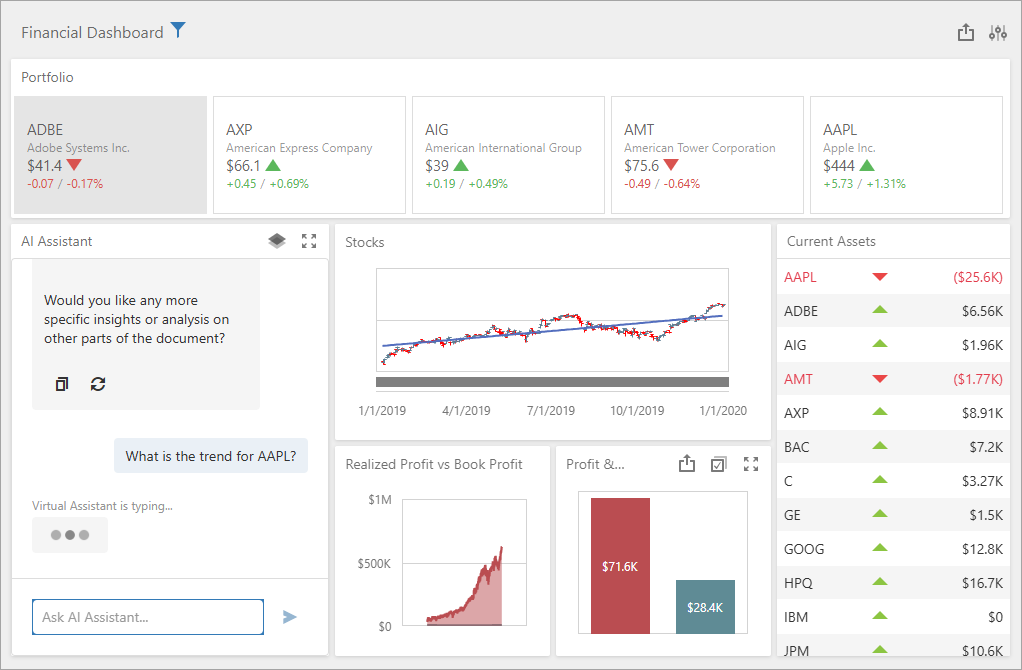 Financial Dashboard
Portfolio
ADBE
Adobe Systems Inc.
$41.4
-0.07 / -0.17%
AXP
American Express Company
$66.1
+0.45 / +0.69%
AIG
American International Group
$39
+0.19 / +0.49%
AMT
American Tower Corporation
$75.6
-0.49 / -0.64%
AAPL
Apple Inc.
$444
+5.73 / +1.31%
AI Assistant
Would you like any more
specific insights or analysis on
other parts of the document?
What is the trend for AAPL?
Virtual Assistant is typing...
Ask AI Assistant...
Stocks
1/1/2019 4/1/2019 7/1/2019 10/1/2019 1/1/2020
Realized Profit vs Book Profit
$1M
$500K
$0
Profit &...
$71.6K
$28.4K
Current Assets
AAPL ($25.6K)
ADBE $6.56K
AIG $1.96K
AMT ($1.77K)
AXP $8.91K
BAC $7.2K
C $3.27K
GE $1.5K
GOOG $12.8K
HPQ $16.7K
IBM $0
JPM $10.6K